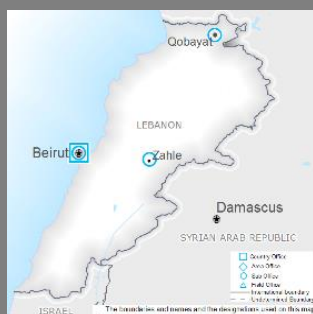 Qobayat
LEBANON
Beirut
Zahle
Damascus
SYRIAN ARAB REPUBLIC
Country Office
Area Office
Sub Office
Field Office
International boundary
Undetermined Boundary
ISRAEL
The boundaries and names and the designations used on this map